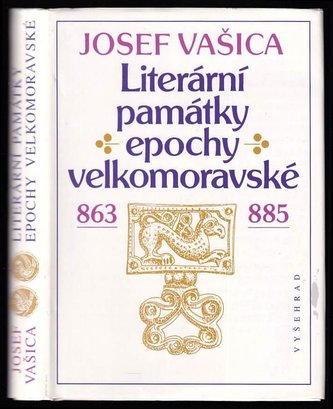 JOSEF VAŠICA
LITERÁRNÍ PAMÁTKY
EPOCHY VELKOMORAVSKÉ
JOSEF VAŠICA
Literární
památky
epochy
velkomoravské
863 885
VYŠEHRAD